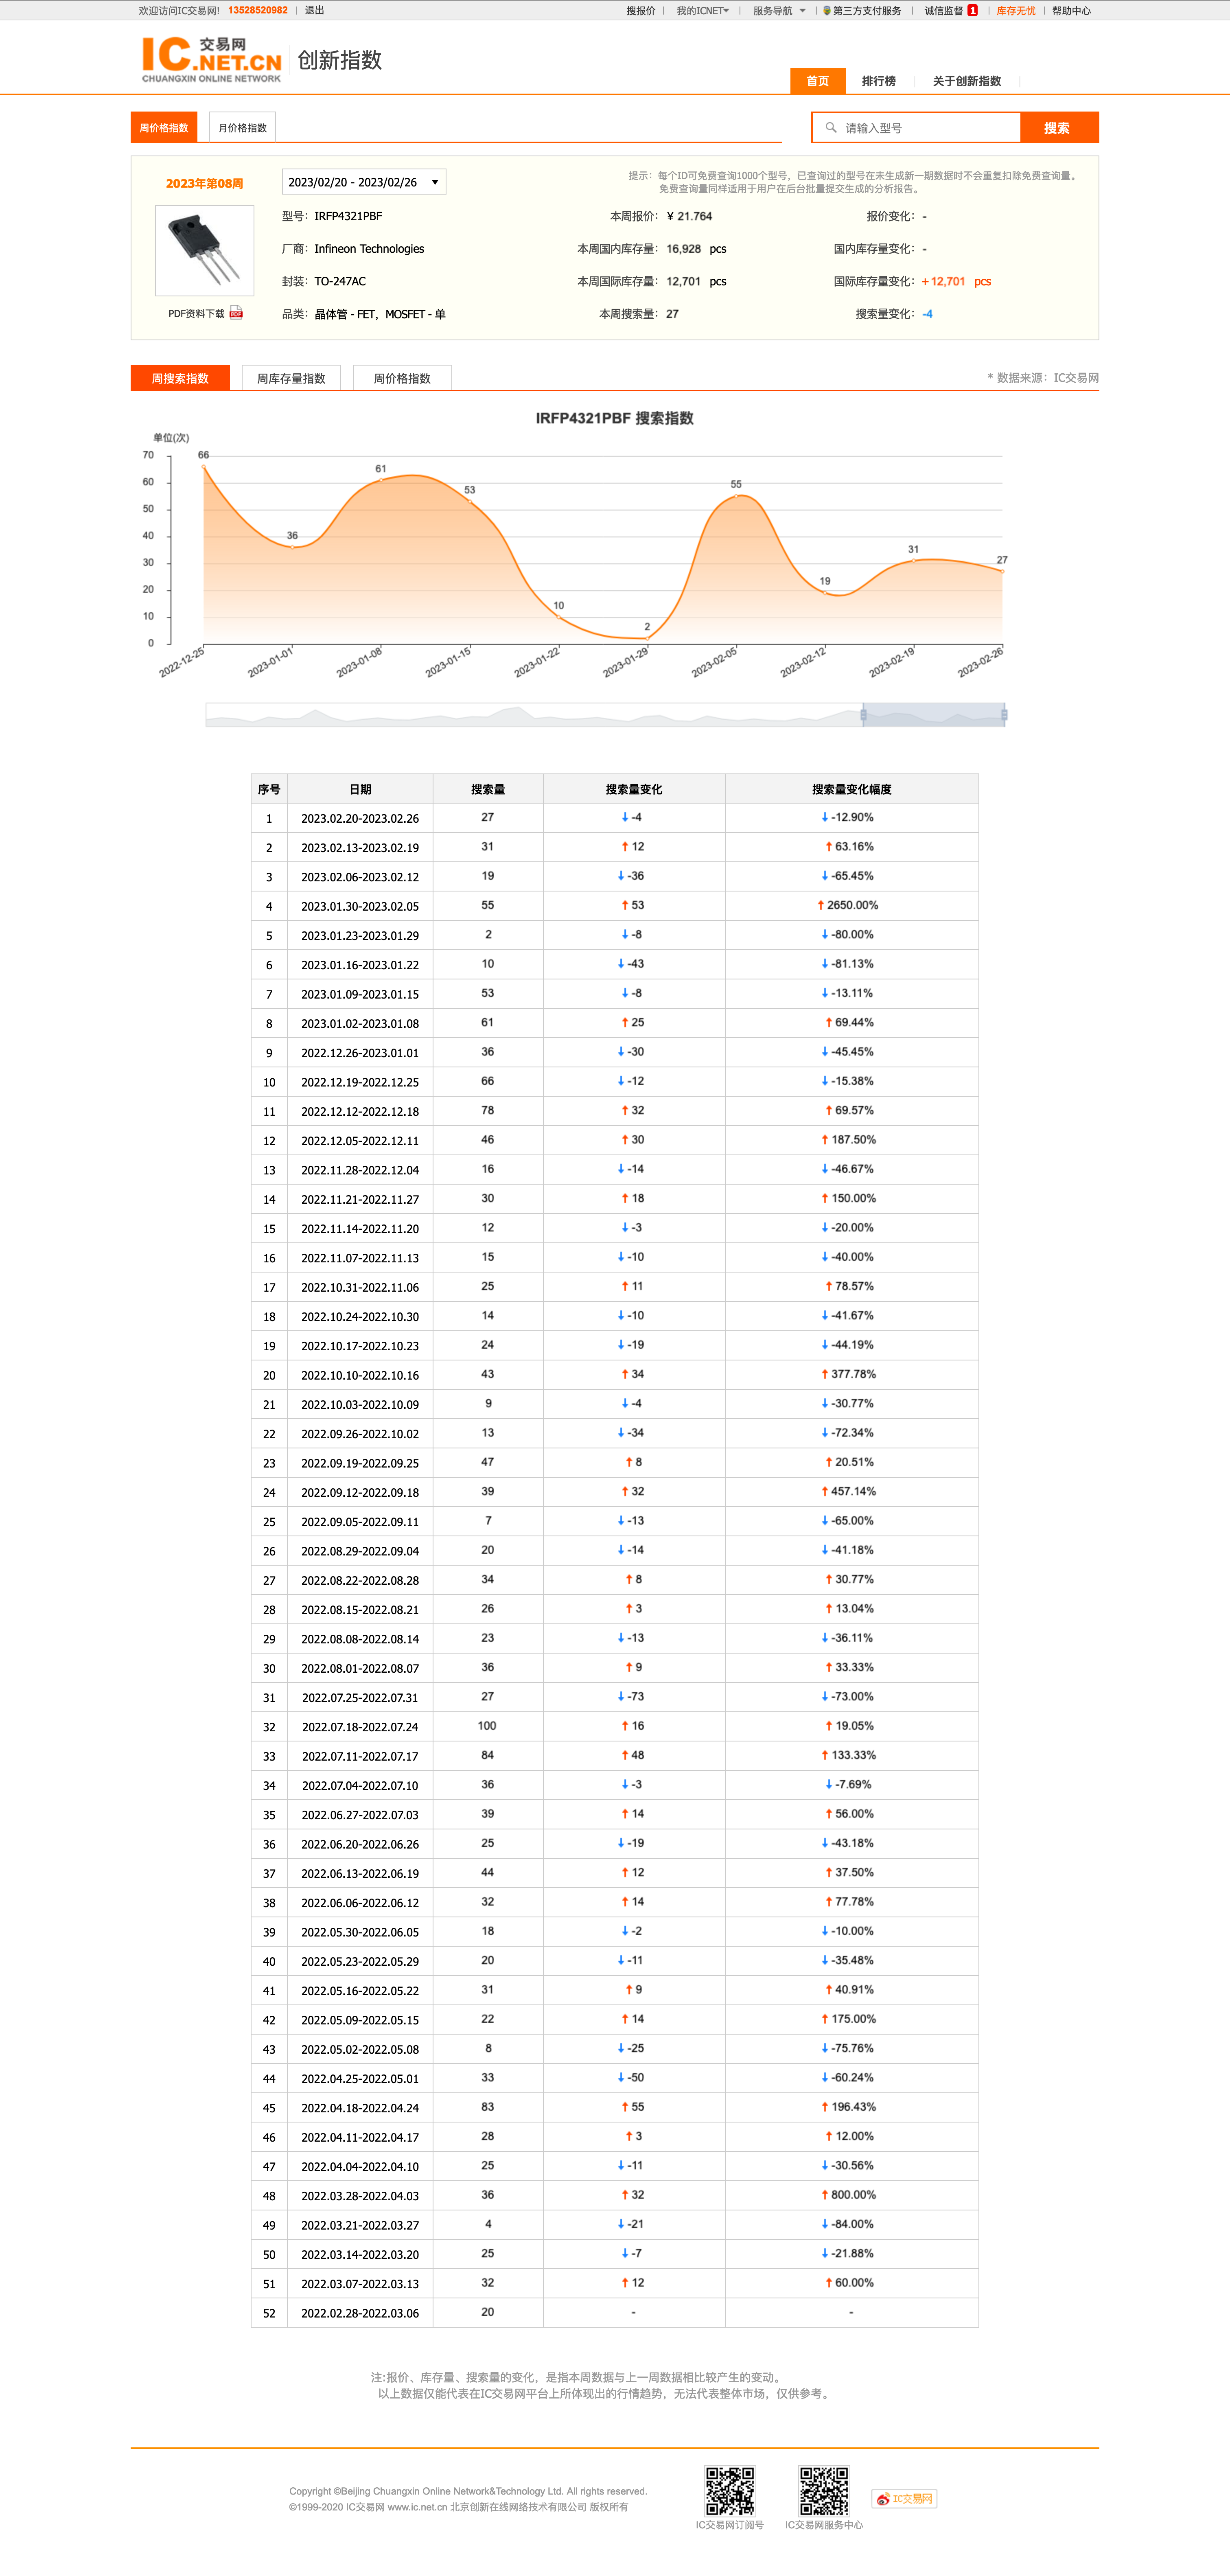 欢迎访问IC交易网! 13528520982 | 退出
搜报价 | 我的ICNET | 服务导航 | 第三方支付服务 | 诚信监督 1 | 库存无忧 | 帮助中心
IC交易网
.NET.CN
CHUANGXIN ONLINE NETWORK
创新指数
首页 排行榜 关于创新指数
周价格指数 月价格指数
请输入型号 搜索
2023年第08周
2023/02/20 - 2023/02/26
提示：每个ID可免费查询1000个型号，已查询过的型号在未生成新一期数据时不会重复扣除免费查询量。
免费查询量同样适用于用户在后台批量提交生成的分析报告。
型号：IRFP4321PBF 本周报价：¥ 21.764 报价变化：-
厂商：Infineon Technologies 本周国内库存量：16,928 pcs 国内库存量变化：-
封装：TO-247AC 本周国际库存量：12,701 pcs 国际库存量变化：+12,701 pcs
PDF资料下载 PDF
品类：晶体管 - FET，MOSFET - 单 本周搜索量：27 搜索量变化：-4
周搜索指数 周库存量指数 周价格指数
* 数据来源：IC交易网
IRFP4321PBF 搜索指数
单位(次)
70
60
50
40
30
20
10
0
66 36 61 53 10 2 55 19 31 27
2022-12-25 2023-01-01 2023-01-08 2023-01-15 2023-01-22 2023-01-29 2023-02-05 2023-02-12 2023-02-19 2023-02-26
序号 日期 搜索量 搜索量变化 搜索量变化幅度
1 2023.02.20-2023.02.26 27 ↓-4 ↓-12.90%
2 2023.02.13-2023.02.19 31 ↑12 ↑63.16%
3 2023.02.06-2023.02.12 19 ↓-36 ↓-65.45%
4 2023.01.30-2023.02.05 55 ↑53 ↑2650.00%
5 2023.01.23-2023.01.29 2 ↓-8 ↓-80.00%
6 2023.01.16-2023.01.22 10 ↓-43 ↓-81.13%
7 2023.01.09-2023.01.15 53 ↓-8 ↓-13.11%
8 2023.01.02-2023.01.08 61 ↑25 ↑69.44%
9 2022.12.26-2023.01.01 36 ↓-30 ↓-45.45%
10 2022.12.19-2022.12.25 66 ↓-12 ↓-15.38%
11 2022.12.12-2022.12.18 78 ↑32 ↑69.57%
12 2022.12.05-2022.12.11 46 ↑30 ↑187.50%
13 2022.11.28-2022.12.04 16 ↓-14 ↓-46.67%
14 2022.11.21-2022.11.27 30 ↑18 ↑150.00%
15 2022.11.14-2022.11.20 12 ↓-3 ↓-20.00%
16 2022.11.07-2022.11.13 15 ↓-10 ↓-40.00%
17 2022.10.31-2022.11.06 25 ↑11 ↑78.57%
18 2022.10.24-2022.10.30 14 ↓-10 ↓-41.67%
19 2022.10.17-2022.10.23 24 ↓-19 ↓-44.19%
20 2022.10.10-2022.10.16 43 ↑34 ↑377.78%
21 2022.10.03-2022.10.09 9 ↓-4 ↓-30.77%
22 2022.09.26-2022.10.02 13 ↓-34 ↓-72.34%
23 2022.09.19-2022.09.25 47 ↑8 ↑20.51%
24 2022.09.12-2022.09.18 39 ↑32 ↑457.14%
25 2022.09.05-2022.09.11 7 ↓-13 ↓-65.00%
26 2022.08.29-2022.09.04 20 ↓-14 ↓-41.18%
27 2022.08.22-2022.08.28 34 ↑8 ↑30.77%
28 2022.08.15-2022.08.21 26 ↑3 ↑13.04%
29 2022.08.08-2022.08.14 23 ↓-13 ↓-36.11%
30 2022.08.01-2022.08.07 36 ↑9 ↑33.33%
31 2022.07.25-2022.07.31 27 ↓-73 ↓-73.00%
32 2022.07.18-2022.07.24 100 ↑16 ↑19.05%
33 2022.07.11-2022.07.17 84 ↑48 ↑133.33%
34 2022.07.04-2022.07.10 36 ↓-3 ↓-7.69%
35 2022.06.27-2022.07.03 39 ↑14 ↑56.00%
36 2022.06.20-2022.06.26 25 ↓-19 ↓-43.18%
37 2022.06.13-2022.06.19 44 ↑12 ↑37.50%
38 2022.06.06-2022.06.12 32 ↑14 ↑77.78%
39 2022.05.30-2022.06.05 18 ↓-2 ↓-10.00%
40 2022.05.23-2022.05.29 20 ↓-11 ↓-35.48%
41 2022.05.16-2022.05.22 31 ↑9 ↑40.91%
42 2022.05.09-2022.05.15 22 ↑14 ↑175.00%
43 2022.05.02-2022.05.08 8 ↓-25 ↓-75.76%
44 2022.04.25-2022.05.01 33 ↓-50 ↓-60.24%
45 2022.04.18-2022.04.24 83 ↑55 ↑196.43%
46 2022.04.11-2022.04.17 28 ↑3 ↑12.00%
47 2022.04.04-2022.04.10 25 ↓-11 ↓-30.56%
48 2022.03.28-2022.04.03 36 ↑32 ↑800.00%
49 2022.03.21-2022.03.27 4 ↓-21 ↓-84.00%
50 2022.03.14-2022.03.20 25 ↓-7 ↓-21.88%
51 2022.03.07-2022.03.13 32 ↑12 ↑60.00%
52 2022.02.28-2022.03.06 20 - -
注:报价、库存量、搜索量的变化，是指本周数据与上一周数据相比较产生的变动。
以上数据仅能代表在IC交易网平台上所体现出的行情趋势，无法代表整体市场，仅供参考。
Copyright ©Beijing Chuangxin Online Network&Technology Ltd. All rights reserved.
©1999-2020 IC交易网 www.ic.net.cn 北京创新在线网络技术有限公司 版权所有
IC交易网订阅号 IC交易网服务中心
IC交易网